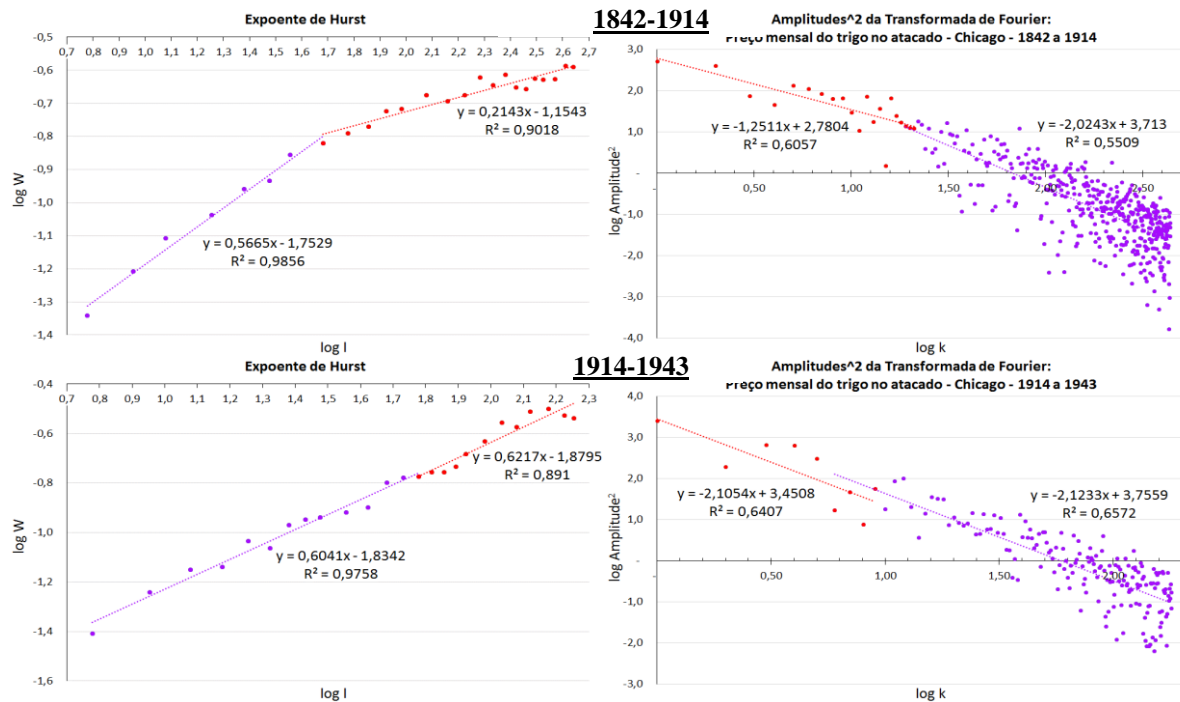 1842-1914
Expoente de Hurst
-0,5
0,7 0,8 0,9 1,0 1,1 1,2 1,3 1,4 1,5 1,6 1,7 1,8 1,9 2,0 2,1 2,2 2,3 2,4 2,5 2,6 2,7
-0,6
-0,7
-0,8
-0,9
-1,0
-1,1
-1,2
-1,3
-1,4
log W
log l
y = 0,2143x - 1,1543
R² = 0,9018
y = 0,5665x - 1,7529
R² = 0,9856
Amplitudes^2 da Transformada de Fourier:
Preço mensal do trigo no atacado - Chicago - 1842 a 1914
3,0
2,0
1,0
-
-1,0
-2,0
-3,0
-4,0
log Amplitude²
- 0,50 1,00 1,50 2,00 2,50
log k
y = -1,2511x + 2,7804
R² = 0,6057
y = -2,0243x + 3,713
R² = 0,5509
1914-1943
Expoente de Hurst
-0,4
0,7 0,8 0,9 1,0 1,1 1,2 1,3 1,4 1,5 1,6 1,7 1,8 1,9 2,0 2,1 2,2 2,3
-0,6
-0,8
-1,0
-1,2
-1,4
-1,6
log W
log l
y = 0,6217x - 1,8795
R² = 0,891
y = 0,6041x - 1,8342
R² = 0,9758
Amplitudes^2 da Transformada de Fourier:
Preço mensal do trigo no atacado - Chicago - 1914 a 1943
4,0
3,0
2,0
1,0
-
-1,0
-2,0
-3,0
log Amplitude²
- 0,50 1,00 1,50 2,00
log k
y = -2,1054x + 3,4508
R² = 0,6407
y = -2,1233x + 3,7559
R² = 0,6572